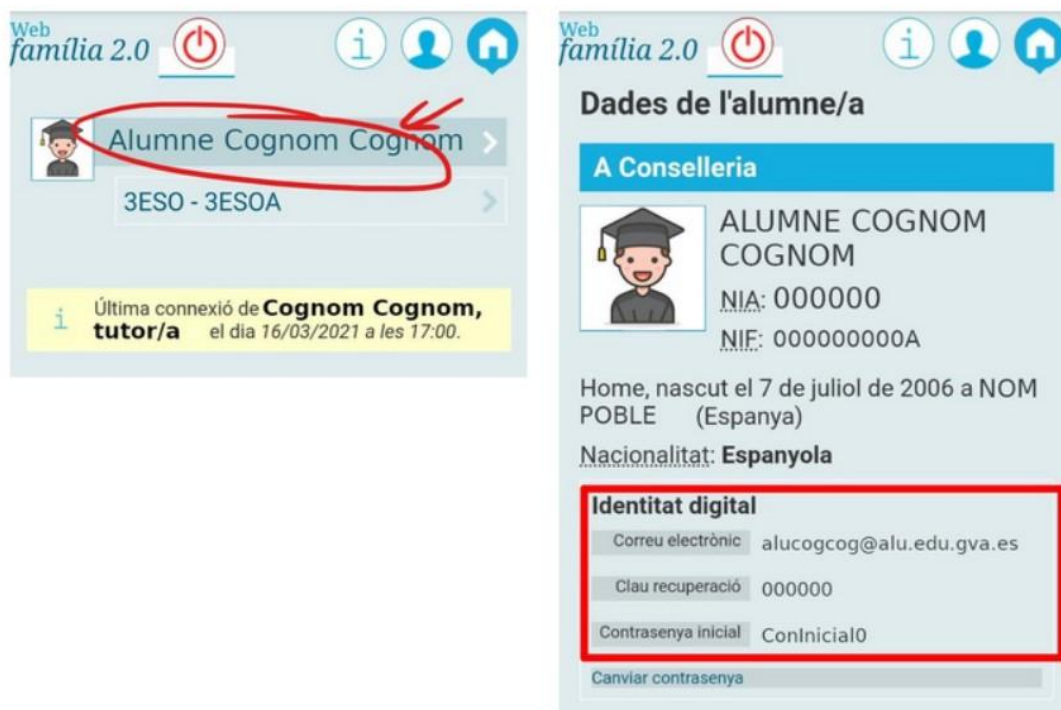 Web
família 2.0
i
Alumne Cognom Cognom
3ESO - 3ESOA
i
Última connexió de Cognom Cognom,
tutor/a el dia 16/03/2021 a les 17:00.
Web
família 2.0
i
Dades de l'alumne/a
A Conselleria
ALUMNE COGNOM
COGNOM
NIA: 000000
NIF: 000000000A
Home, nascut el 7 de juliol de 2006 a NOM
POBLE (Espanya)
Nacionalitat: Espanyola
Identitat digital
Correu electrònic alucogcog@alu.edu.gva.es
Clau recuperació 000000
Contrasenya inicial ConInicial0
Canviar contrasenya